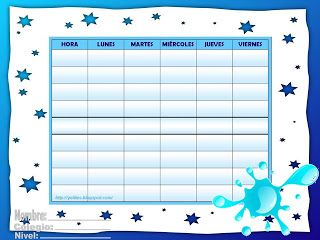 HORA LUNES MARTES MIÉRCOLES JUEVES VIERNES
Nombre:
Colegio:
Nivel: